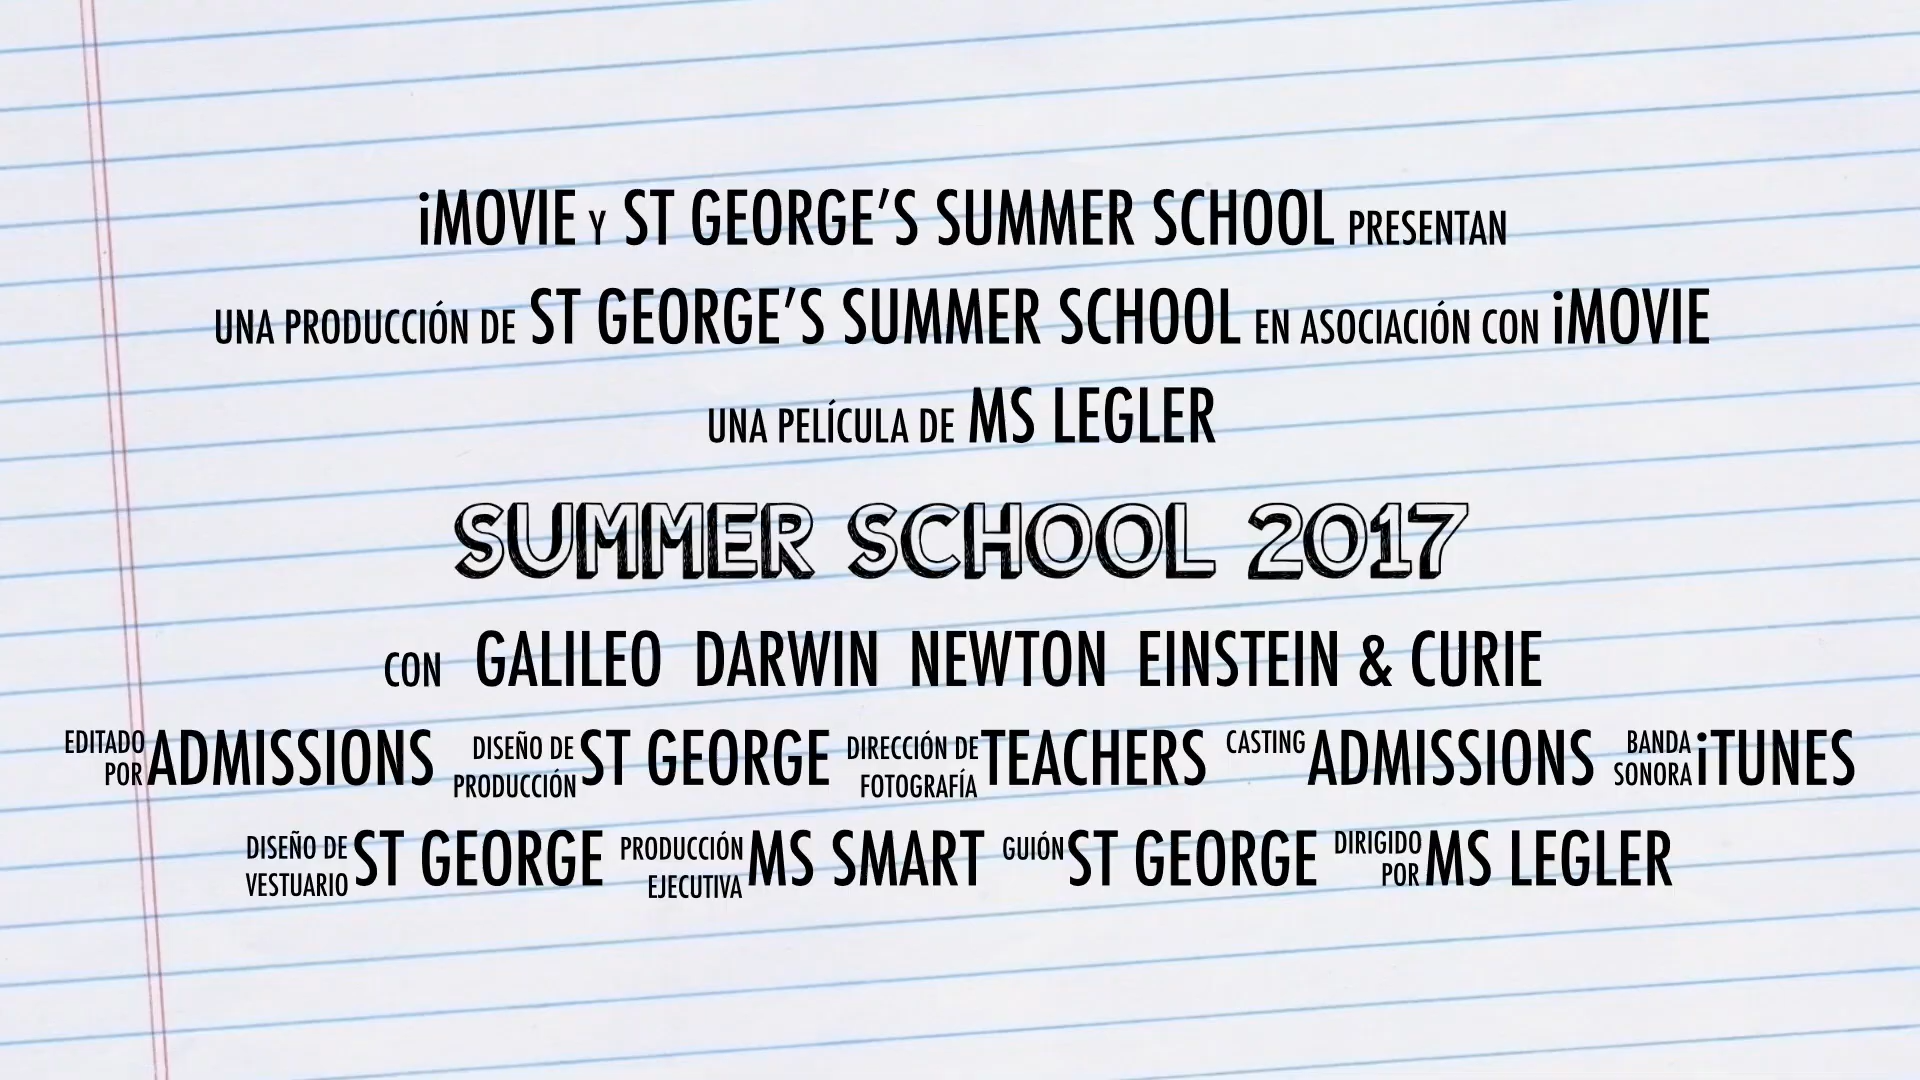 iMOVIE Y ST GEORGE'S SUMMER SCHOOL PRESENTAN
UNA PRODUCCIÓN DE ST GEORGE'S SUMMER SCHOOL EN ASOCIACIÓN CON iMOVIE
UNA PELÍCULA DE MS LEGLER
SUMMER SCHOOL 2017
CON GALILEO DARWIN NEWTON EINSTEIN & CURIE
EDITADO POR ADMISSIONS DISEÑO DE PRODUCCIÓN ST GEORGE DIRECCIÓN DE FOTOGRAFÍA TEACHERS CASTING ADMISSIONS BANDA SONORA iTUNES
DISEÑO DE VESTUARIO ST GEORGE PRODUCCIÓN EJECUTIVA MS SMART GUIÓN ST GEORGE DIRIGIDO POR MS LEGLER